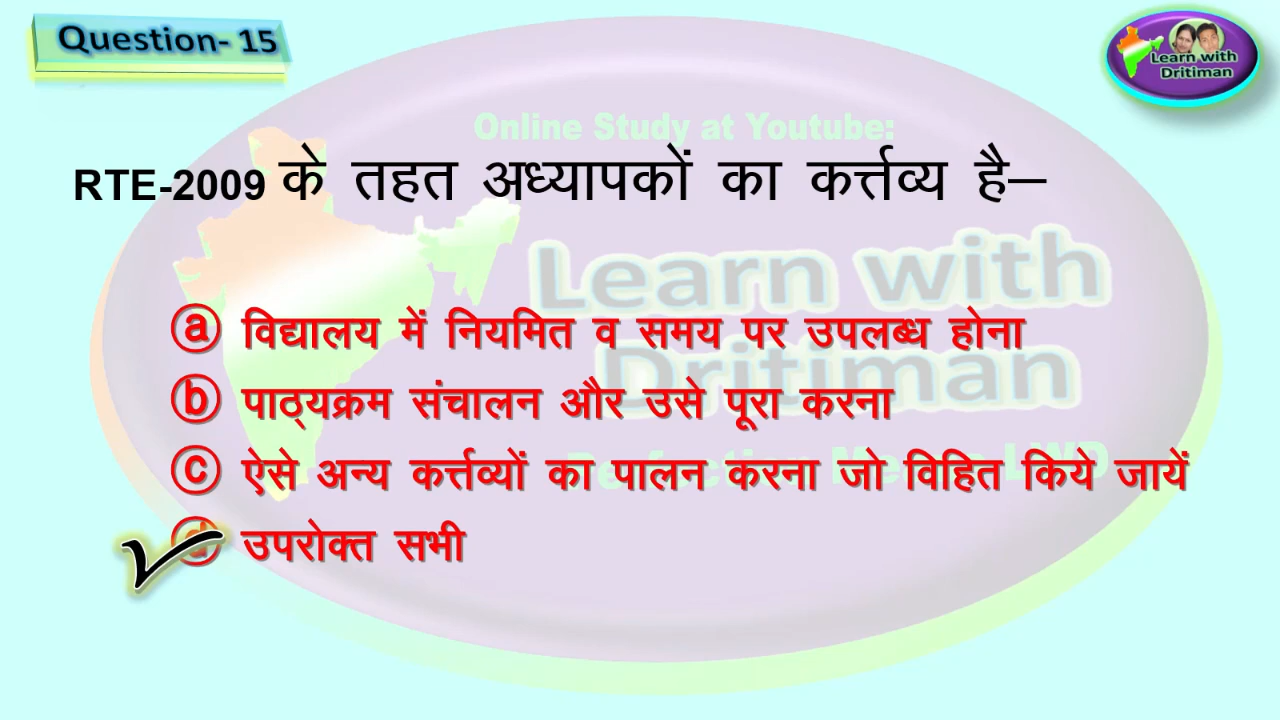 Question- 15
Learn with
Dritiman
Online Study at Youtube:
RTE-2009 के तहत अध्यापकों का कर्त्तव्य है–
Learn with
Dritiman
ⓐ विद्यालय में नियमित व समय पर उपलब्ध होना
ⓑ पाठ्यक्रम संचालन और उसे पूरा करना
ⓒ ऐसे अन्य कर्त्तव्यों का पालन करना जो विहित किये जायें
ⓓ उपरोक्त सभी